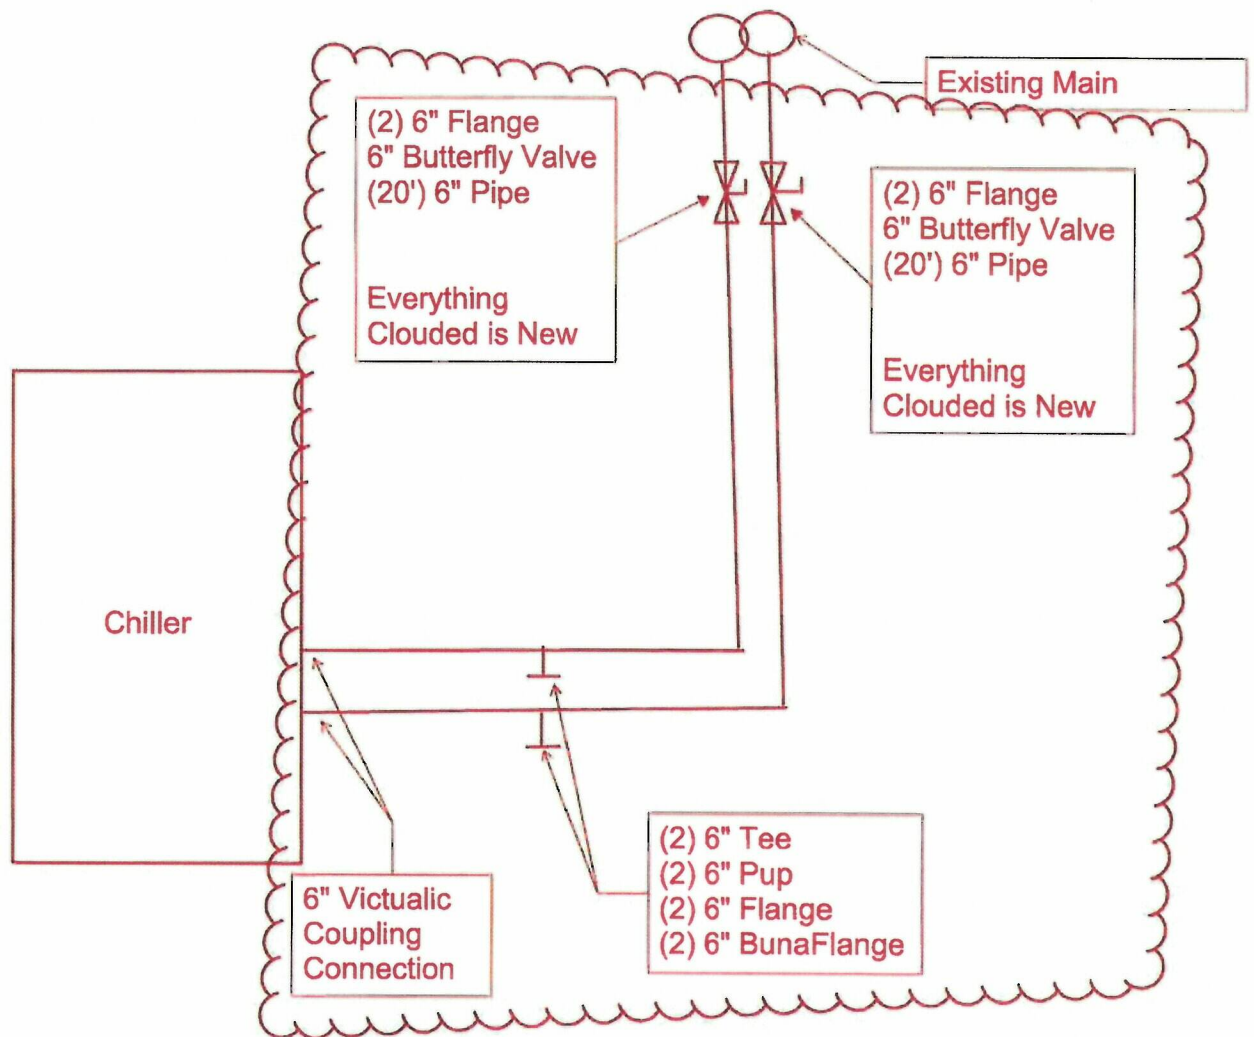 Existing Main
(2) 6" Flange
6" Butterfly Valve
(20') 6" Pipe
Everything
Clouded is New
(2) 6" Flange
6" Butterfly Valve
(20') 6" Pipe
Everything
Clouded is New
Chiller
6" Victualic
Coupling
Connection
(2) 6" Tee
(2) 6" Pup
(2) 6" Flange
(2) 6" BunaFlange